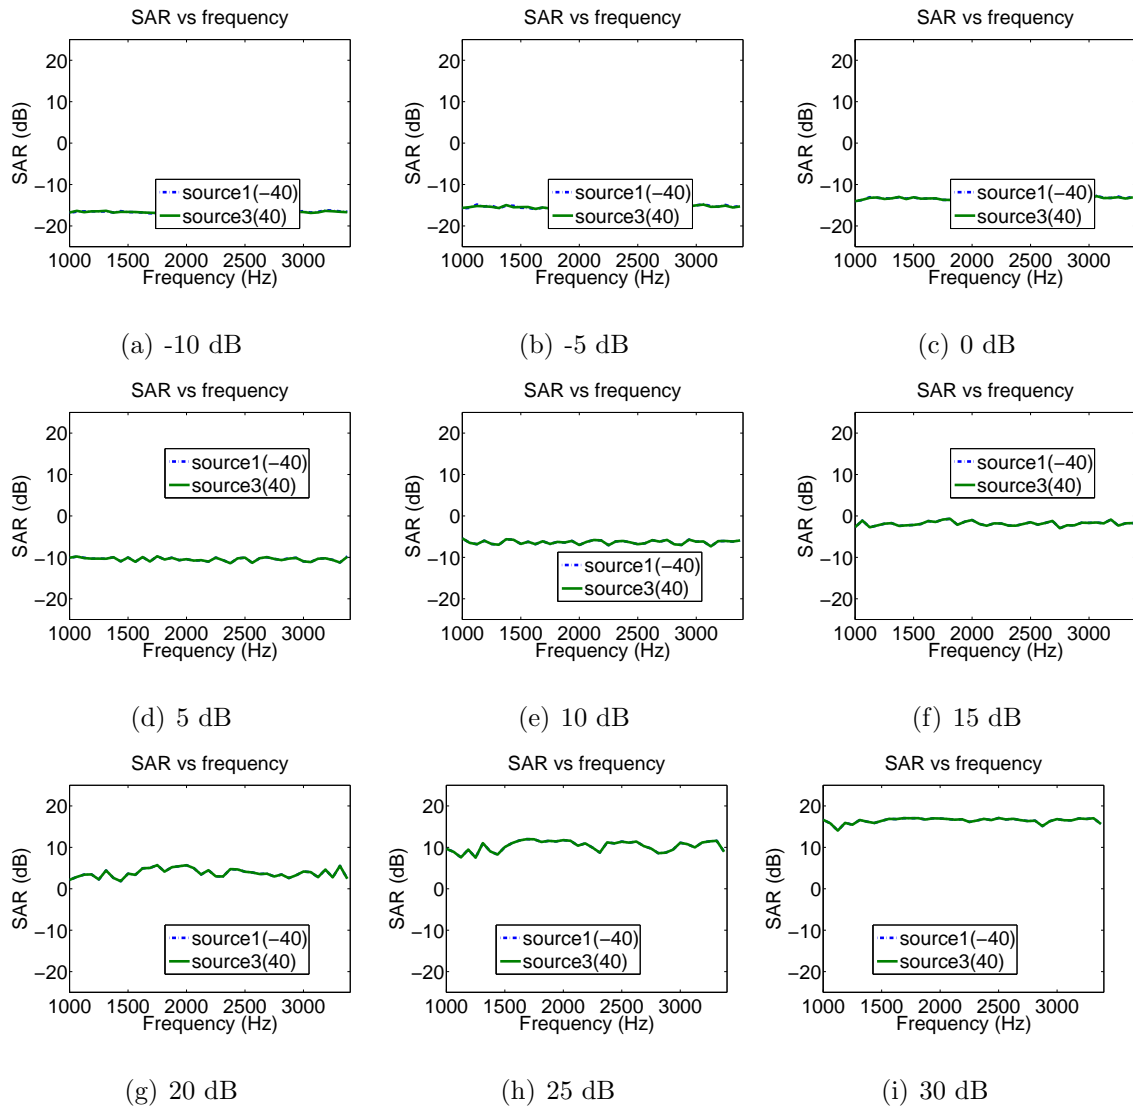 SAR vs frequency
SAR (dB)
20
10
0
−10
−20
source1(−40)
source3(40)
1000 1500 2000 2500 3000
Frequency (Hz)
(a) -10 dB
SAR vs frequency
SAR (dB)
20
10
0
−10
−20
source1(−40)
source3(40)
1000 1500 2000 2500 3000
Frequency (Hz)
(b) -5 dB
SAR vs frequency
SAR (dB)
20
10
0
−10
−20
source1(−40)
source3(40)
1000 1500 2000 2500 3000
Frequency (Hz)
(c) 0 dB
SAR vs frequency
SAR (dB)
20
10
0
−10
−20
source1(−40)
source3(40)
1000 1500 2000 2500 3000
Frequency (Hz)
(d) 5 dB
SAR vs frequency
SAR (dB)
20
10
0
−10
−20
source1(−40)
source3(40)
1000 1500 2000 2500 3000
Frequency (Hz)
(e) 10 dB
SAR vs frequency
SAR (dB)
20
10
0
−10
−20
source1(−40)
source3(40)
1000 1500 2000 2500 3000
Frequency (Hz)
(f) 15 dB
SAR vs frequency
SAR (dB)
20
10
0
−10
−20
source1(−40)
source3(40)
1000 1500 2000 2500 3000
Frequency (Hz)
(g) 20 dB
SAR vs frequency
SAR (dB)
20
10
0
−10
−20
source1(−40)
source3(40)
1000 1500 2000 2500 3000
Frequency (Hz)
(h) 25 dB
SAR vs frequency
SAR (dB)
20
10
0
−10
−20
source1(−40)
source3(40)
1000 1500 2000 2500 3000
Frequency (Hz)
(i) 30 dB